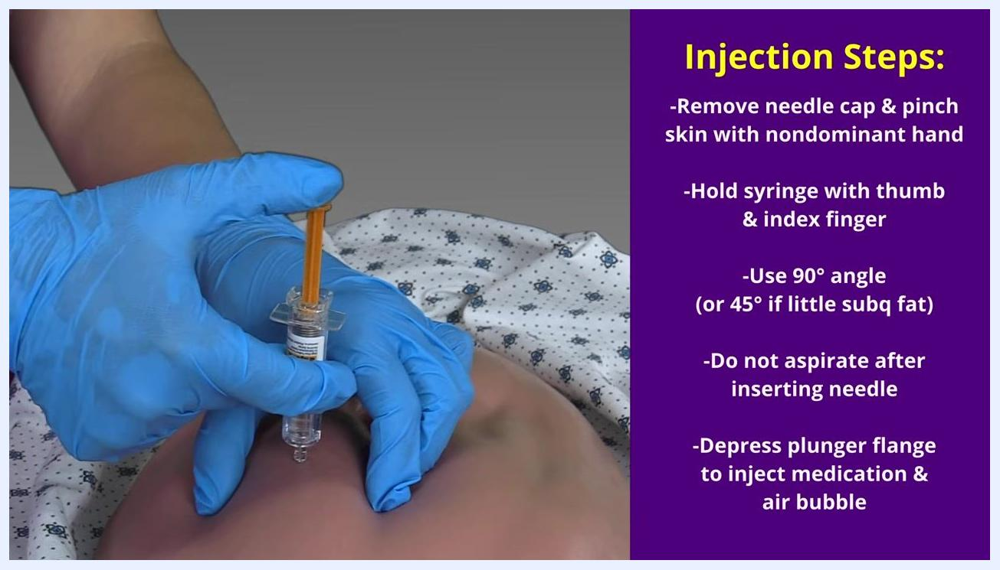 Injection Steps:
-Remove needle cap & pinch
skin with nondominant hand
-Hold syringe with thumb
& index finger
-Use 90° angle
(or 45° if little subq fat)
-Do not aspirate after
inserting needle
-Depress plunger flange
to inject medication &
air bubble